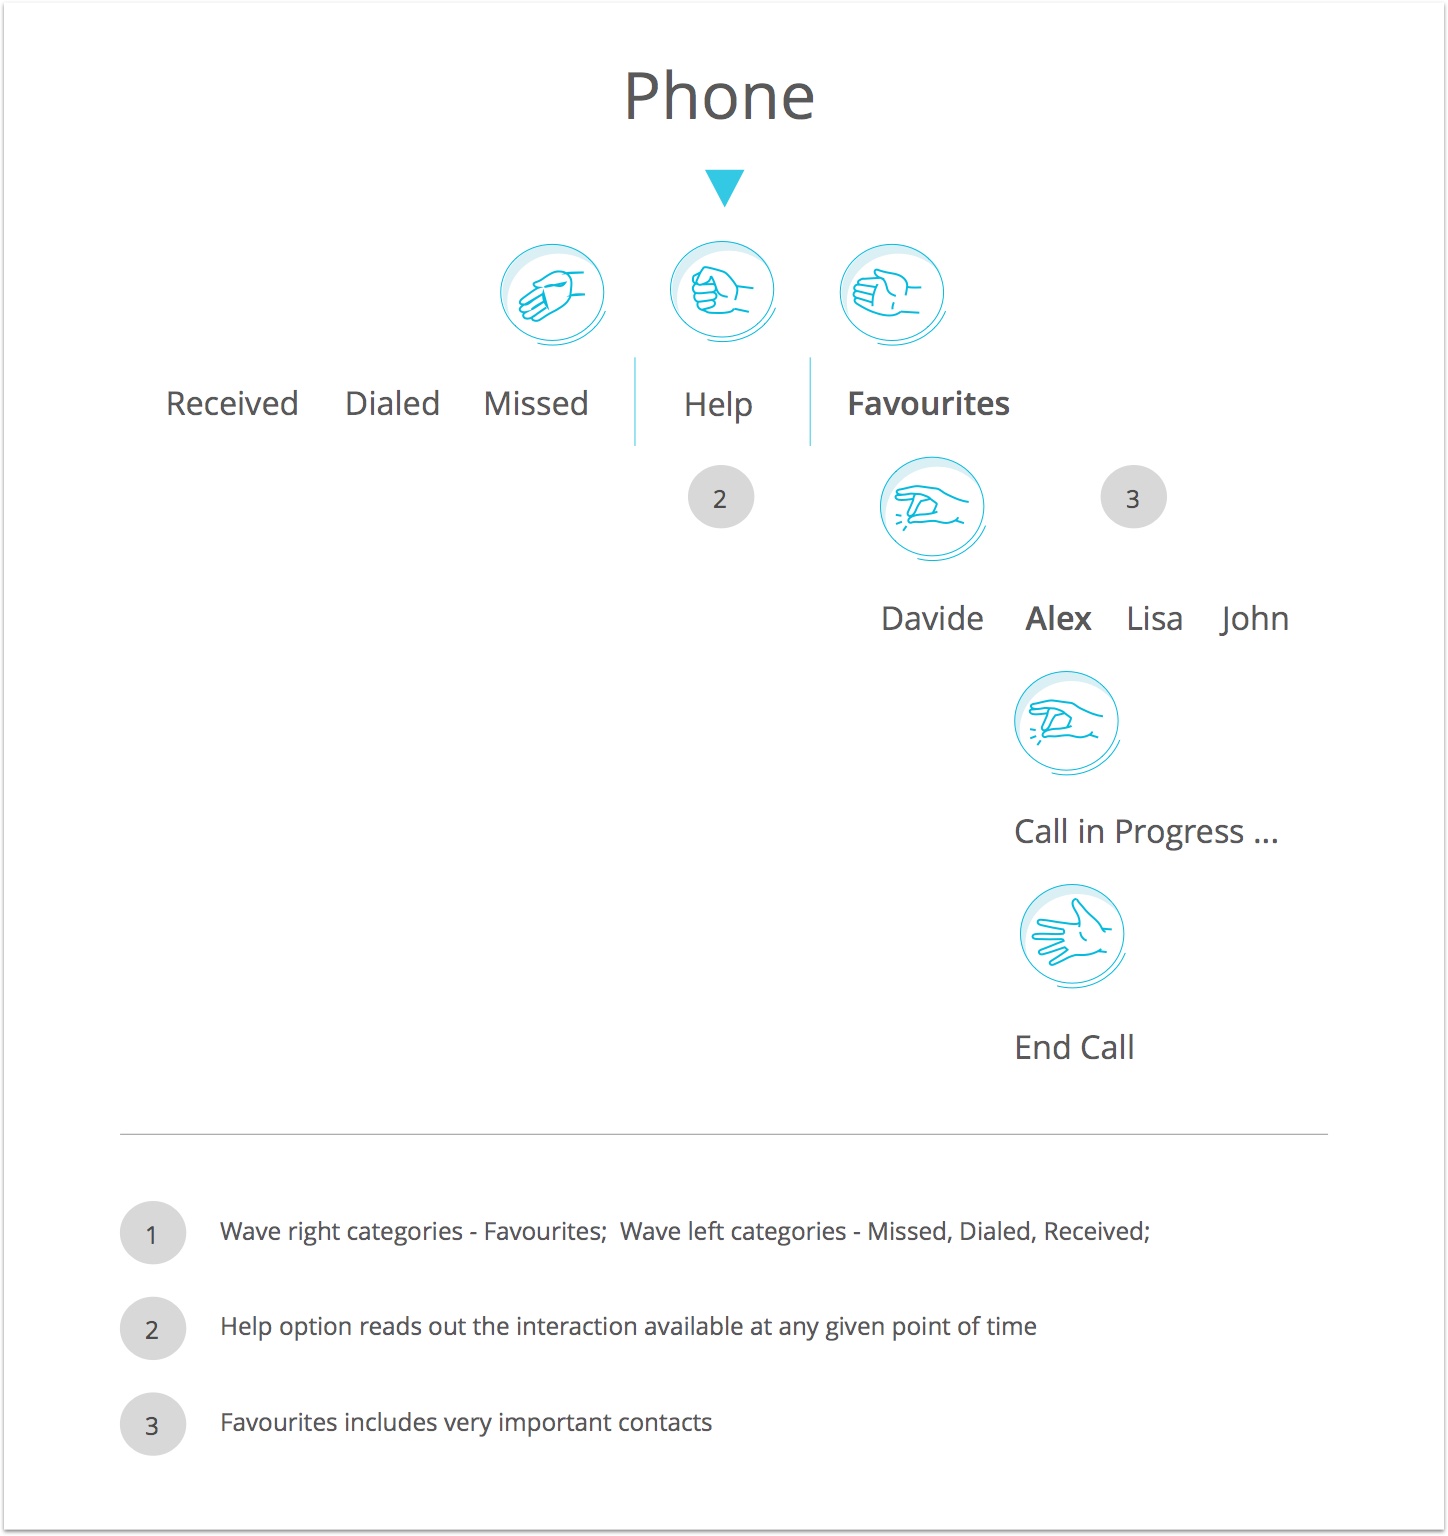 Phone
Received Dialed Missed Help Favourites
2 3
Davide Alex Lisa John
Call in Progress ...
End Call
1 Wave right categories - Favourites;  Wave left categories - Missed, Dialed, Received;
2 Help option reads out the interaction available at any given point of time
3 Favourites includes very important contacts